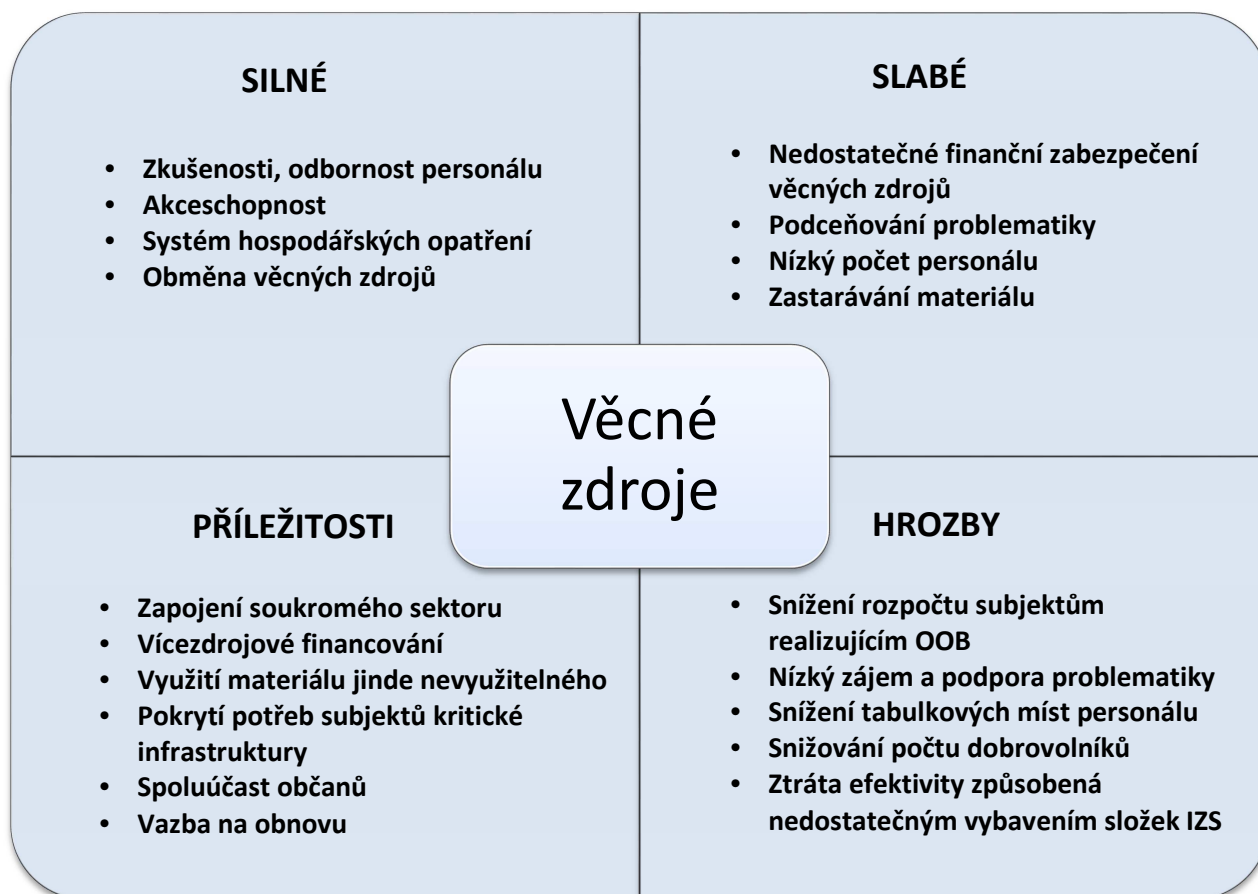 SILNÉ
• Zkušenosti, odbornost personálu
• Akceschopnost
• Systém hospodářských opatření
• Obměna věcných zdrojů
SLABÉ
• Nedostatečné finanční zabezpečení
věcných zdrojů
• Podceňování problematiky
• Nízký počet personálu
• Zastarávání materiálu
Věcné
zdroje
PŘÍLEŽITOSTI
• Zapojení soukromého sektoru
• Vícezdrojové financování
• Využití materiálu jinde nevyužitelného
• Pokrytí potřeb subjektů kritické
infrastruktury
• Spoluúčast občanů
• Vazba na obnovu
HROZBY
• Snížení rozpočtu subjektům
realizujícím OOB
• Nízký zájem a podpora problematiky
• Snížení tabulkových míst personálu
• Snižování počtu dobrovolníků
• Ztráta efektivity způsobená
nedostatečným vybavením složek IZS